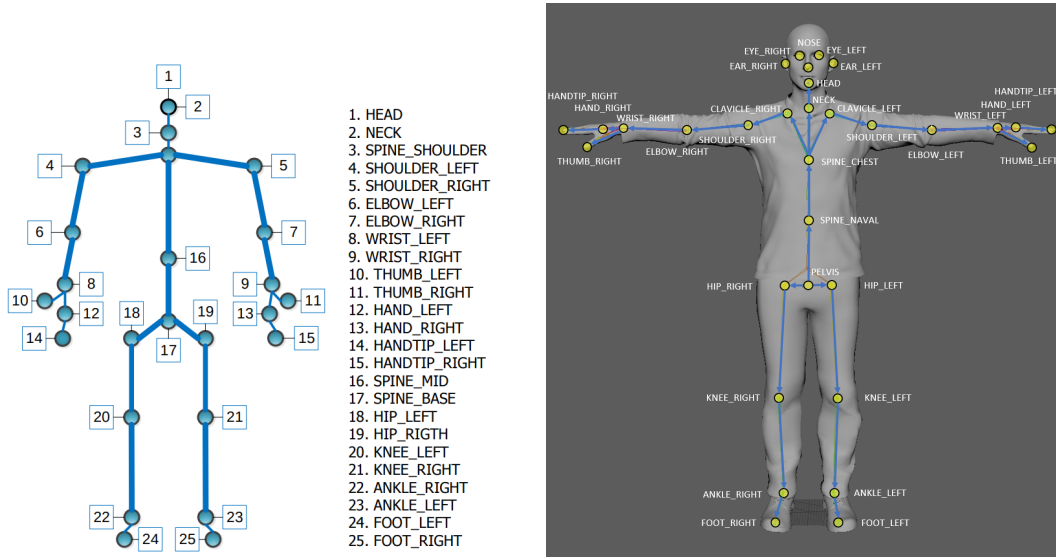 1
2
3
4
5
6
7
16
8
9
10
11
12
13
18
19
14
15
17
20
21
22
23
24
25
1. HEAD
2. NECK
3. SPINE_SHOULDER
4. SHOULDER_LEFT
5. SHOULDER_RIGHT
6. ELBOW_LEFT
7. ELBOW_RIGHT
8. WRIST_LEFT
9. WRIST_RIGHT
10. THUMB_LEFT
11. THUMB_RIGHT
12. HAND_LEFT
13. HAND_RIGHT
14. HANDTIP_LEFT
15. HANDTIP_RIGHT
16. SPINE_MID
17. SPINE_BASE
18. HIP_LEFT
19. HIP_RIGTH
20. KNEE_LEFT
21. KNEE_RIGHT
22. ANKLE_RIGHT
23. ANKLE_LEFT
24. FOOT_LEFT
25. FOOT_RIGHT
NOSE
EYE_RIGHT
EYE_LEFT
EAR_RIGHT
EAR_LEFT
HEAD
HANDTIP_RIGHT
HAND_RIGHT
WRIST_RIGHT
CLAVICLE_RIGHT
NECK
CLAVICLE_LEFT
HANDTIP_LEFT
HAND_LEFT
WRIST_LEFT
SHOULDER_RIGHT
SHOULDER_LEFT
ELBOW_RIGHT
ELBOW_LEFT
THUMB_RIGHT
SPINE_CHEST
THUMB_LEFT
SPINE_NAVAL
PELVIS
HIP_RIGHT
HIP_LEFT
KNEE_RIGHT
KNEE_LEFT
ANKLE_RIGHT
ANKLE_LEFT
FOOT_RIGHT
FOOT_LEFT